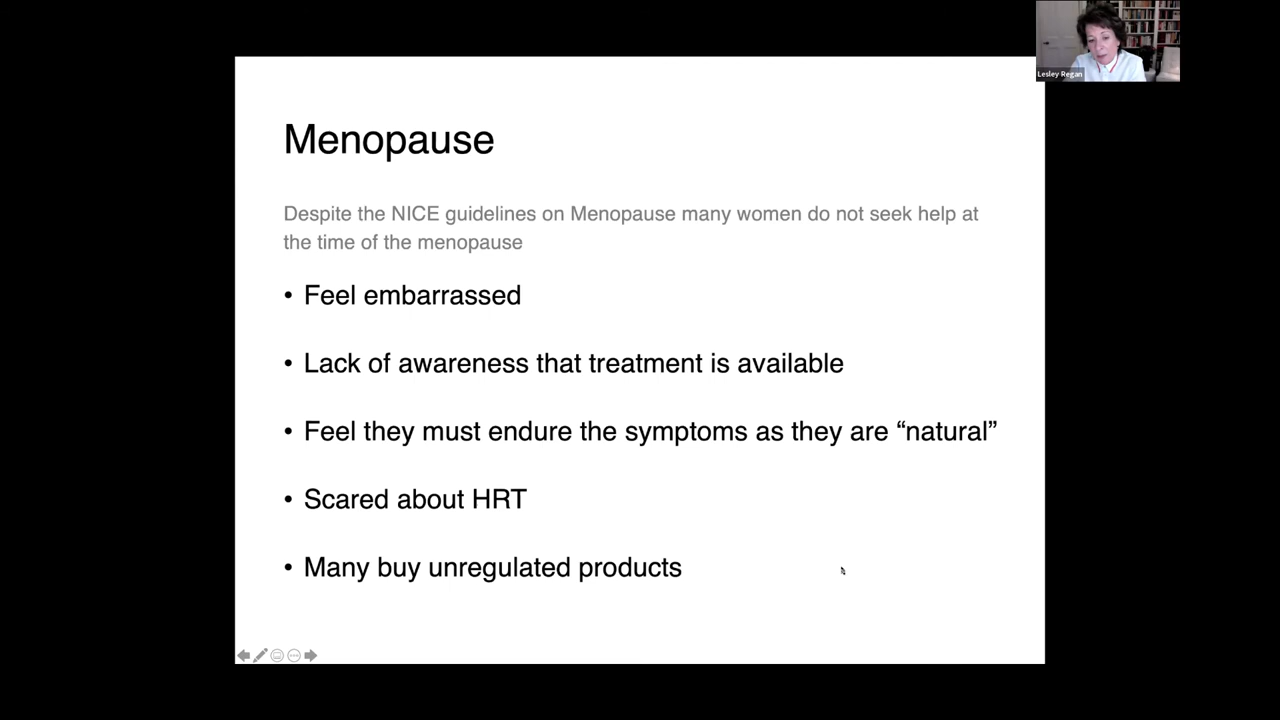 Lesley Regan
Menopause
Despite the NICE guidelines on Menopause many women do not seek help at
the time of the menopause
• Feel embarrassed
• Lack of awareness that treatment is available
• Feel they must endure the symptoms as they are “natural”
• Scared about HRT
• Many buy unregulated products